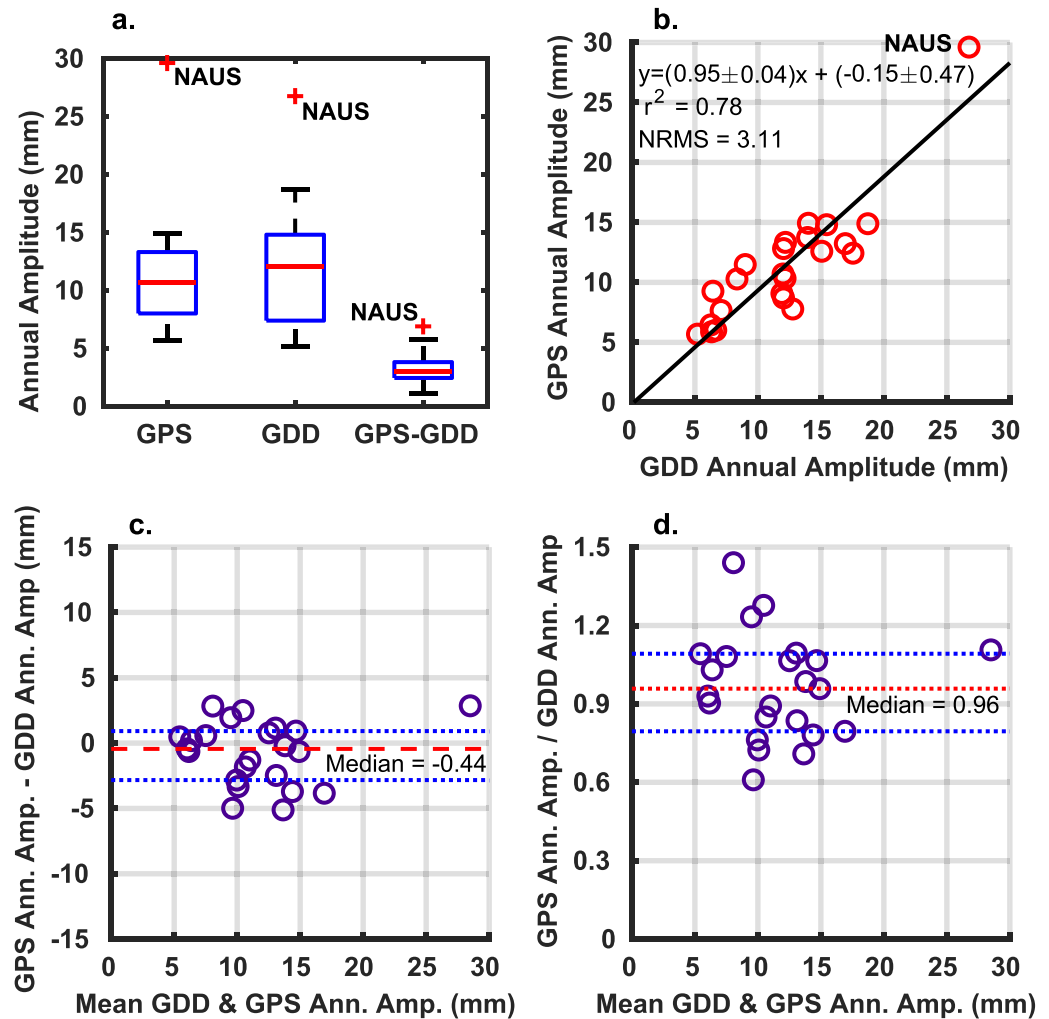 a.
Annual Amplitude (mm)
30
25
20
15
10
5
0
NAUS
NAUS
NAUS
GPS GDD GPS-GDD
b.
GPS Annual Amplitude (mm)
30
25
20
15
10
5
0
NAUS
y=(0.95±0.04)x + (-0.15±0.47)
r² = 0.78
NRMS = 3.11
0 5 10 15 20 25 30
GDD Annual Amplitude (mm)
c.
GPS Ann. Amp. - GDD Ann. Amp (mm)
15
10
5
0
-5
-10
-15
Median = -0.44
0 5 10 15 20 25 30
Mean GDD & GPS Ann. Amp. (mm)
d.
GPS Ann. Amp. / GDD Ann. Amp
1.5
1.2
0.9
0.6
0.3
0
Median = 0.96
0 5 10 15 20 25 30
Mean GDD & GPS Ann. Amp. (mm)